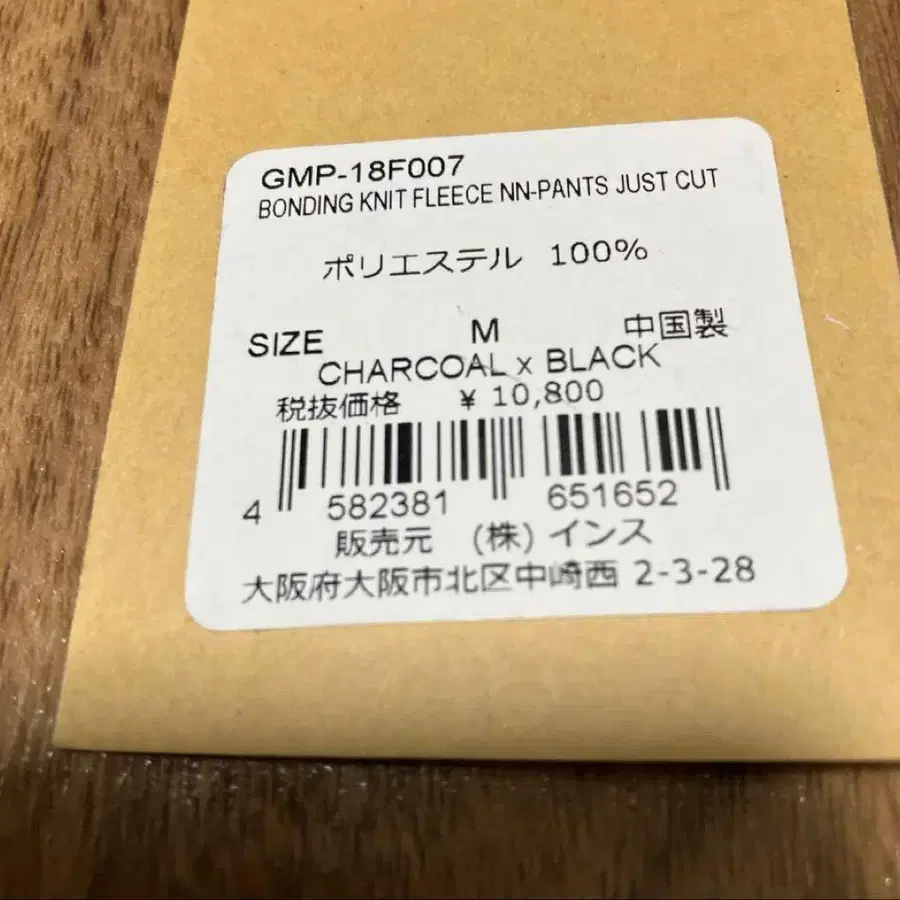 GMP-18F007
BONDING KNIT FLEECE NN-PANTS JUST CUT
ポリエステル 100%
SIZE M 中国製
CHARCOAL x BLACK
税抜価格 ¥ 10,800
4 582381 651652
販売元 (株) インス
大阪府大阪市北区中崎西 2-3-28